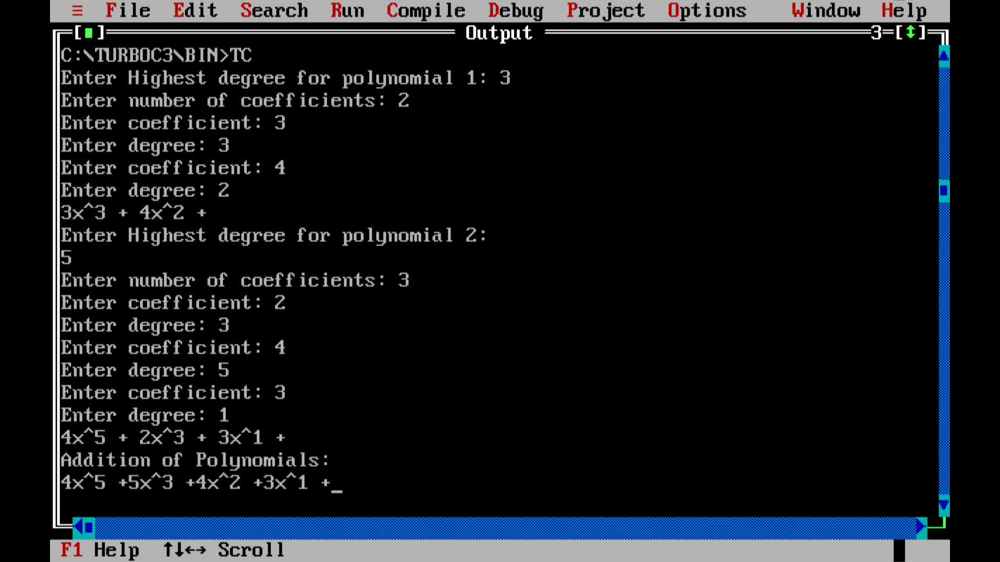 ≡ File Edit Search Run Compile Debug Project Options Window Help
[■] Output 3=[↕]
C:\TURBOC3\BIN>TC
Enter Highest degree for polynomial 1: 3
Enter number of coefficients: 2
Enter coefficient: 3
Enter degree: 3
Enter coefficient: 4
Enter degree: 2
3x^3 + 4x^2 +
Enter Highest degree for polynomial 2:
5
Enter number of coefficients: 3
Enter coefficient: 2
Enter degree: 3
Enter coefficient: 4
Enter degree: 5
Enter coefficient: 3
Enter degree: 1
4x^5 + 2x^3 + 3x^1 +
Addition of Polynomials:
4x^5 +5x^3 +4x^2 +3x^1 +_
F1 Help ↑↓←→ Scroll